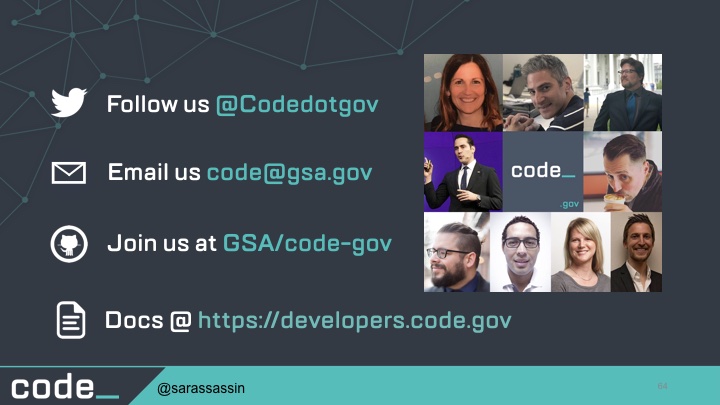 Follow us @Codedotgov
Email us code@gsa.gov
Join us at GSA/code-gov
Docs @ https://developers.code.gov
code_
.gov
code_
@sarassassin
64